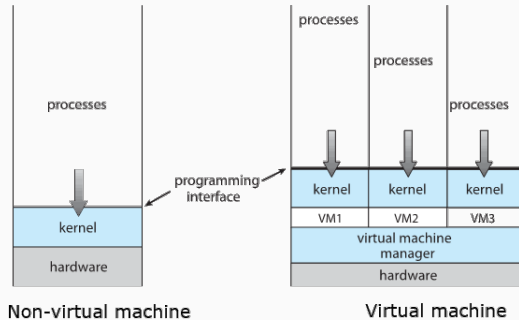 processes
programming
interface
kernel
hardware
Non-virtual machine
processes
processes
processes
kernel
kernel
kernel
VM1
VM2
VM3
virtual machine
manager
hardware
Virtual machine